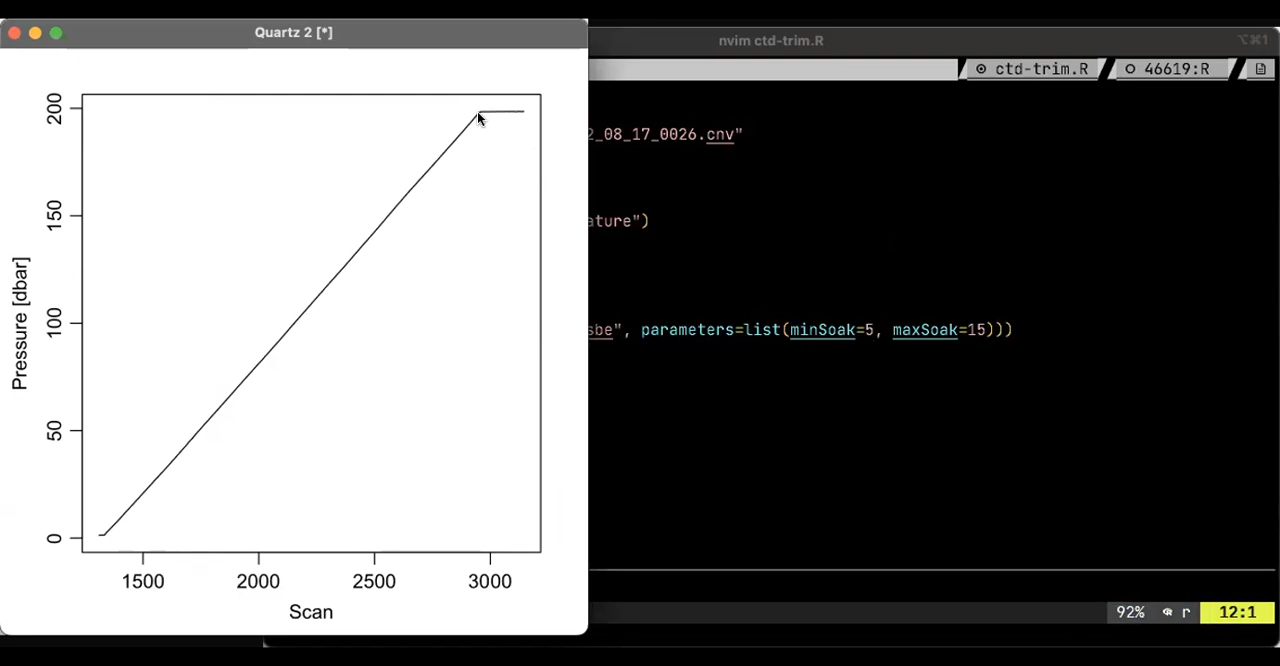 Quartz 2 [*]
nvim ctd-trim.R
⌥⌘1
ctd-trim.R
46619:R
2_08_17_0026.cnv"
ature")
sbe", parameters=list(minSoak=5, maxSoak=15)))
200
150
100
50
0
Pressure [dbar]
1500 2000 2500 3000
Scan
92% r 12:1